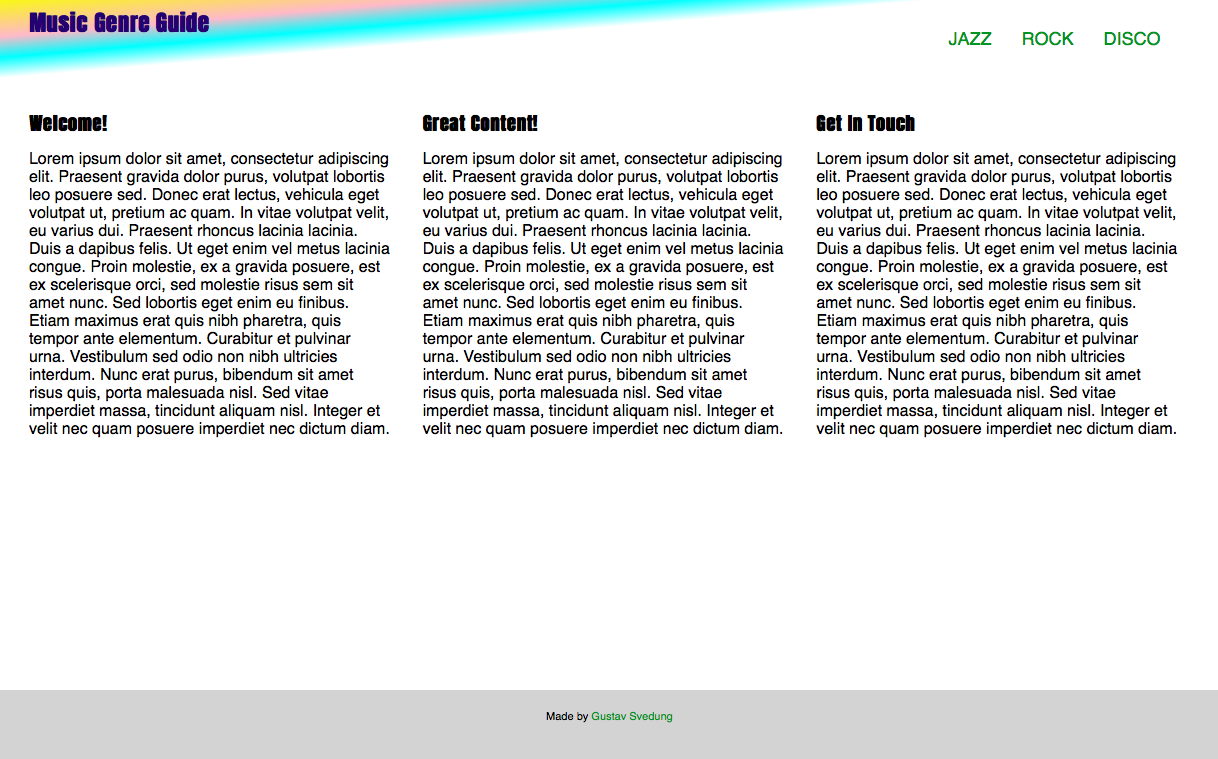 Music Genre Guide
JAZZ ROCK DISCO
Welcome!
Lorem ipsum dolor sit amet, consectetur adipiscing
elit. Praesent gravida dolor purus, volutpat lobortis
leo posuere sed. Donec erat lectus, vehicula eget
volutpat ut, pretium ac quam. In vitae volutpat velit,
eu varius dui. Praesent rhoncus lacinia lacinia.
Duis a dapibus felis. Ut eget enim vel metus lacinia
congue. Proin molestie, ex a gravida posuere, est
ex scelerisque orci, sed molestie risus sem sit
amet nunc. Sed lobortis eget enim eu finibus.
Etiam maximus erat quis nibh pharetra, quis
tempor ante elementum. Curabitur et pulvinar
urna. Vestibulum sed odio non nibh ultricies
interdum. Nunc erat purus, bibendum sit amet
risus quis, porta malesuada nisl. Sed vitae
imperdiet massa, tincidunt aliquam nisl. Integer et
velit nec quam posuere imperdiet nec dictum diam.
Great Content!
Lorem ipsum dolor sit amet, consectetur adipiscing
elit. Praesent gravida dolor purus, volutpat lobortis
leo posuere sed. Donec erat lectus, vehicula eget
volutpat ut, pretium ac quam. In vitae volutpat velit,
eu varius dui. Praesent rhoncus lacinia lacinia.
Duis a dapibus felis. Ut eget enim vel metus lacinia
congue. Proin molestie, ex a gravida posuere, est
ex scelerisque orci, sed molestie risus sem sit
amet nunc. Sed lobortis eget enim eu finibus.
Etiam maximus erat quis nibh pharetra, quis
tempor ante elementum. Curabitur et pulvinar
urna. Vestibulum sed odio non nibh ultricies
interdum. Nunc erat purus, bibendum sit amet
risus quis, porta malesuada nisl. Sed vitae
imperdiet massa, tincidunt aliquam nisl. Integer et
velit nec quam posuere imperdiet nec dictum diam.
Get In Touch
Lorem ipsum dolor sit amet, consectetur adipiscing
elit. Praesent gravida dolor purus, volutpat lobortis
leo posuere sed. Donec erat lectus, vehicula eget
volutpat ut, pretium ac quam. In vitae volutpat velit,
eu varius dui. Praesent rhoncus lacinia lacinia.
Duis a dapibus felis. Ut eget enim vel metus lacinia
congue. Proin molestie, ex a gravida posuere, est
ex scelerisque orci, sed molestie risus sem sit
amet nunc. Sed lobortis eget enim eu finibus.
Etiam maximus erat quis nibh pharetra, quis
tempor ante elementum. Curabitur et pulvinar
urna. Vestibulum sed odio non nibh ultricies
interdum. Nunc erat purus, bibendum sit amet
risus quis, porta malesuada nisl. Sed vitae
imperdiet massa, tincidunt aliquam nisl. Integer et
velit nec quam posuere imperdiet nec dictum diam.
Made by Gustav Svedung